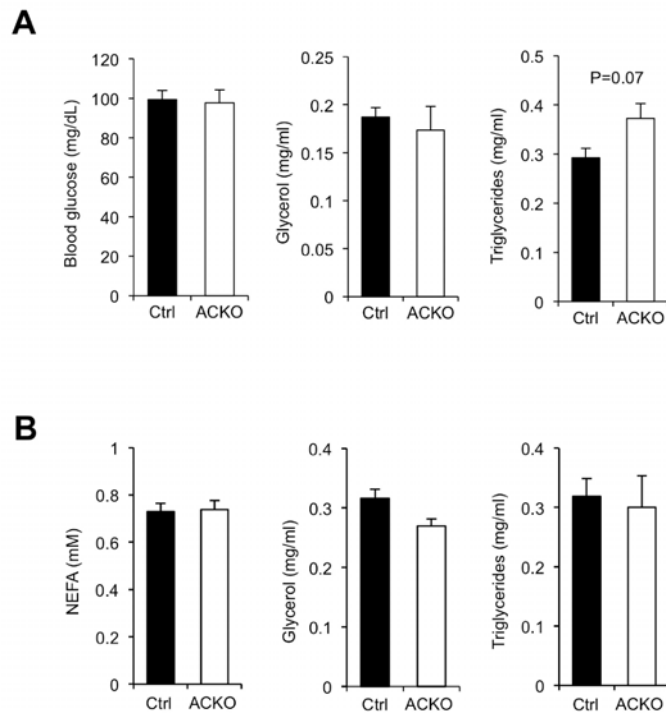 A
Blood glucose (mg/dL)
120
100
80
60
40
20
0
Ctrl ACKO
Glycerol (mg/ml)
0.25
0.2
0.15
0.1
0.05
0
Ctrl ACKO
Triglycerides (mg/ml)
0.5
0.4
0.3
0.2
0.1
0
P=0.07
Ctrl ACKO
B
NEFA (mM)
1
0.8
0.6
0.4
0.2
0
Ctrl ACKO
Glycerol (mg/ml)
0.4
0.3
0.2
0.1
0
Ctrl ACKO
Triglycerides (mg/ml)
0.4
0.3
0.2
0.1
0
Ctrl ACKO